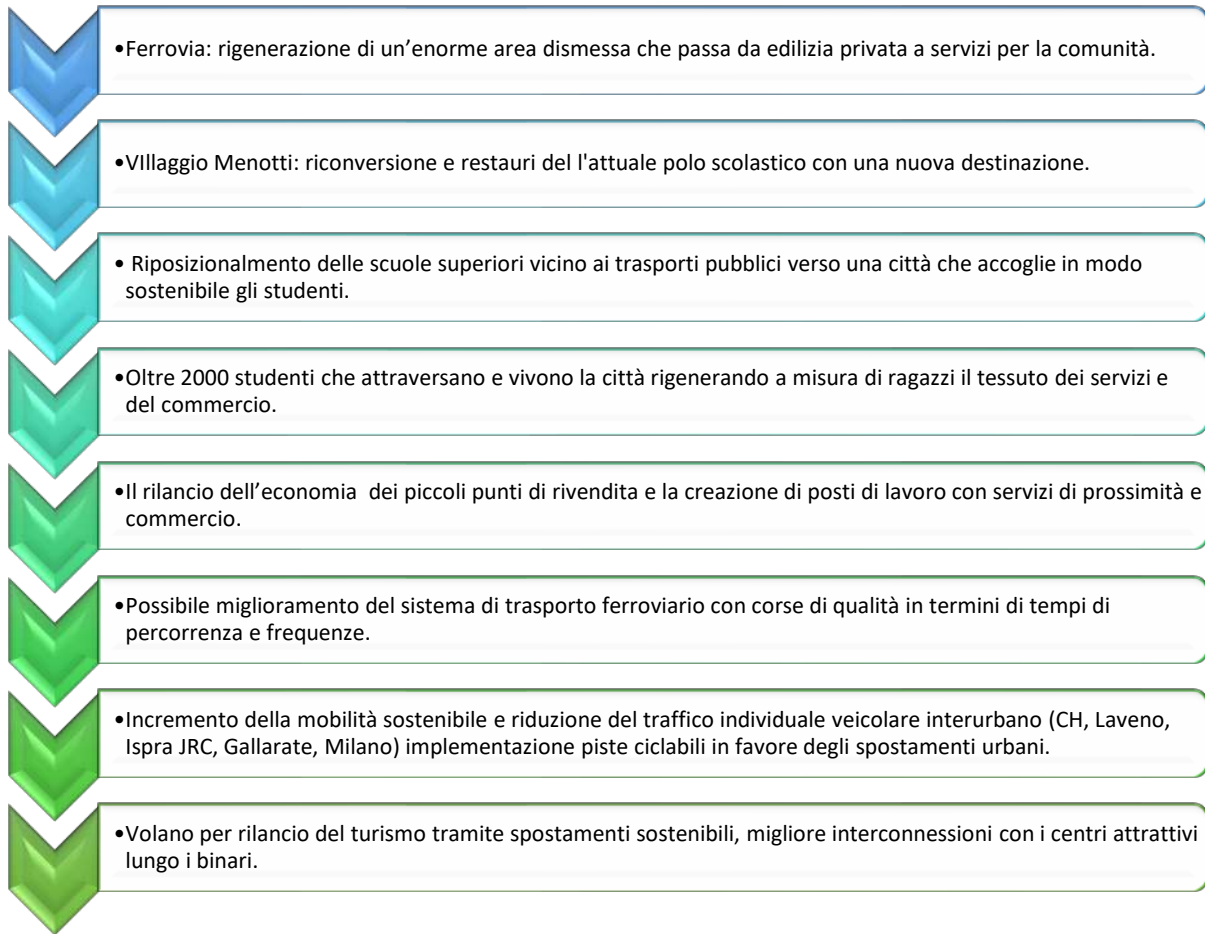 •Ferrovia: rigenerazione di un’enorme area dismessa che passa da edilizia privata a servizi per la comunità.
•VIllaggio Menotti: riconversione e restauri del l'attuale polo scolastico con una nuova destinazione.
• Riposizionalmento delle scuole superiori vicino ai trasporti pubblici verso una città che accoglie in modo
sostenibile gli studenti.
•Oltre 2000 studenti che attraversano e vivono la città rigenerando a misura di ragazzi il tessuto dei servizi e
del commercio.
•Il rilancio dell’economia  dei piccoli punti di rivendita e la creazione di posti di lavoro con servizi di prossimità e
commercio.
•Possibile miglioramento del sistema di trasporto ferroviario con corse di qualità in termini di tempi di
percorrenza e frequenze.
•Incremento della mobilità sostenibile e riduzione del traffico individuale veicolare interurbano (CH, Laveno,
Ispra JRC, Gallarate, Milano) implementazione piste ciclabili in favore degli spostamenti urbani.
•Volano per rilancio del turismo tramite spostamenti sostenibili, migliore interconnessioni con i centri attrattivi
lungo i binari.